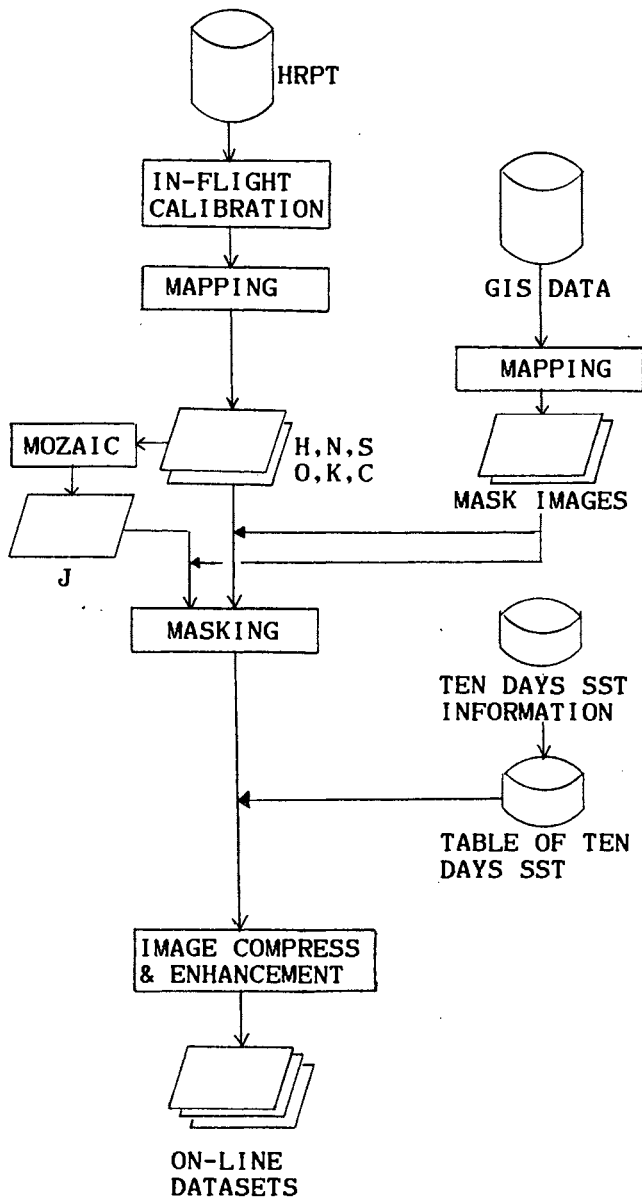 HRPT
IN-FLIGHT
CALIBRATION
MAPPING
GIS DATA
MAPPING
MOZAIC
H,N,S
O,K,C
MASK IMAGES
J
MASKING
TEN DAYS SST
INFORMATION
TABLE OF TEN
DAYS SST
IMAGE COMPRESS
& ENHANCEMENT
ON-LINE
DATASETS